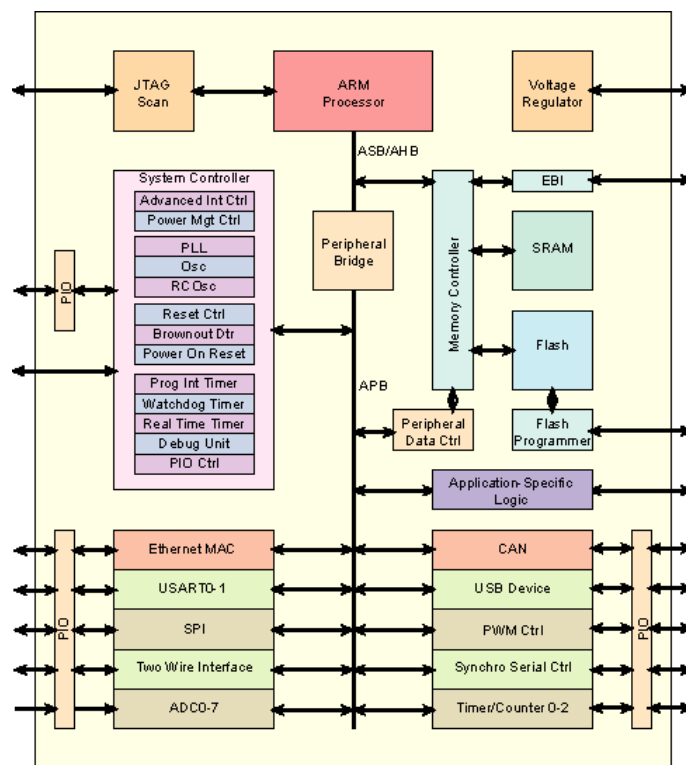 JTAG
Scan
ARM
Processor
Voltage
Regulator
ASB/AHB
System Controller
Advanced Int Ctrl
Power Mgt Ctrl
PLL
Osc
RC Osc
Reset Ctrl
Brownout Dtr
Power On Reset
Prog Int Timer
Watchdog Timer
Real Time Timer
Debug Unit
PIO Ctrl
PIO
Peripheral
Bridge
Memory Controller
EBI
SRAM
Flash
APB
Peripheral
Data Ctrl
Flash
Programmer
Application-Specific
Logic
PIO
Ethernet MAC
USART0-1
SPI
Two Wire Interface
ADC0-7
CAN
USB Device
PWM Ctrl
Synchro Serial Ctrl
Timer/Counter 0-2
PIO